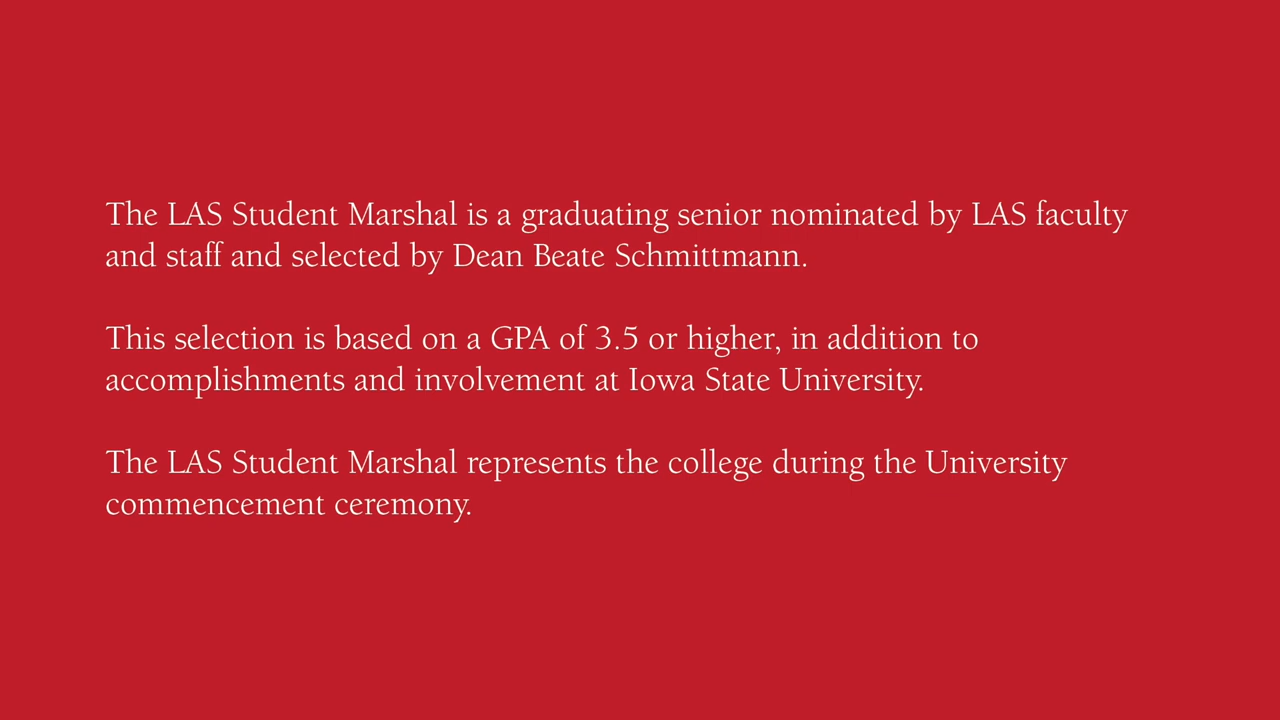 The LAS Student Marshal is a graduating senior nominated by LAS faculty
and staff and selected by Dean Beate Schmittmann.
This selection is based on a GPA of 3.5 or higher, in addition to
accomplishments and involvement at Iowa State University.
The LAS Student Marshal represents the college during the University
commencement ceremony.